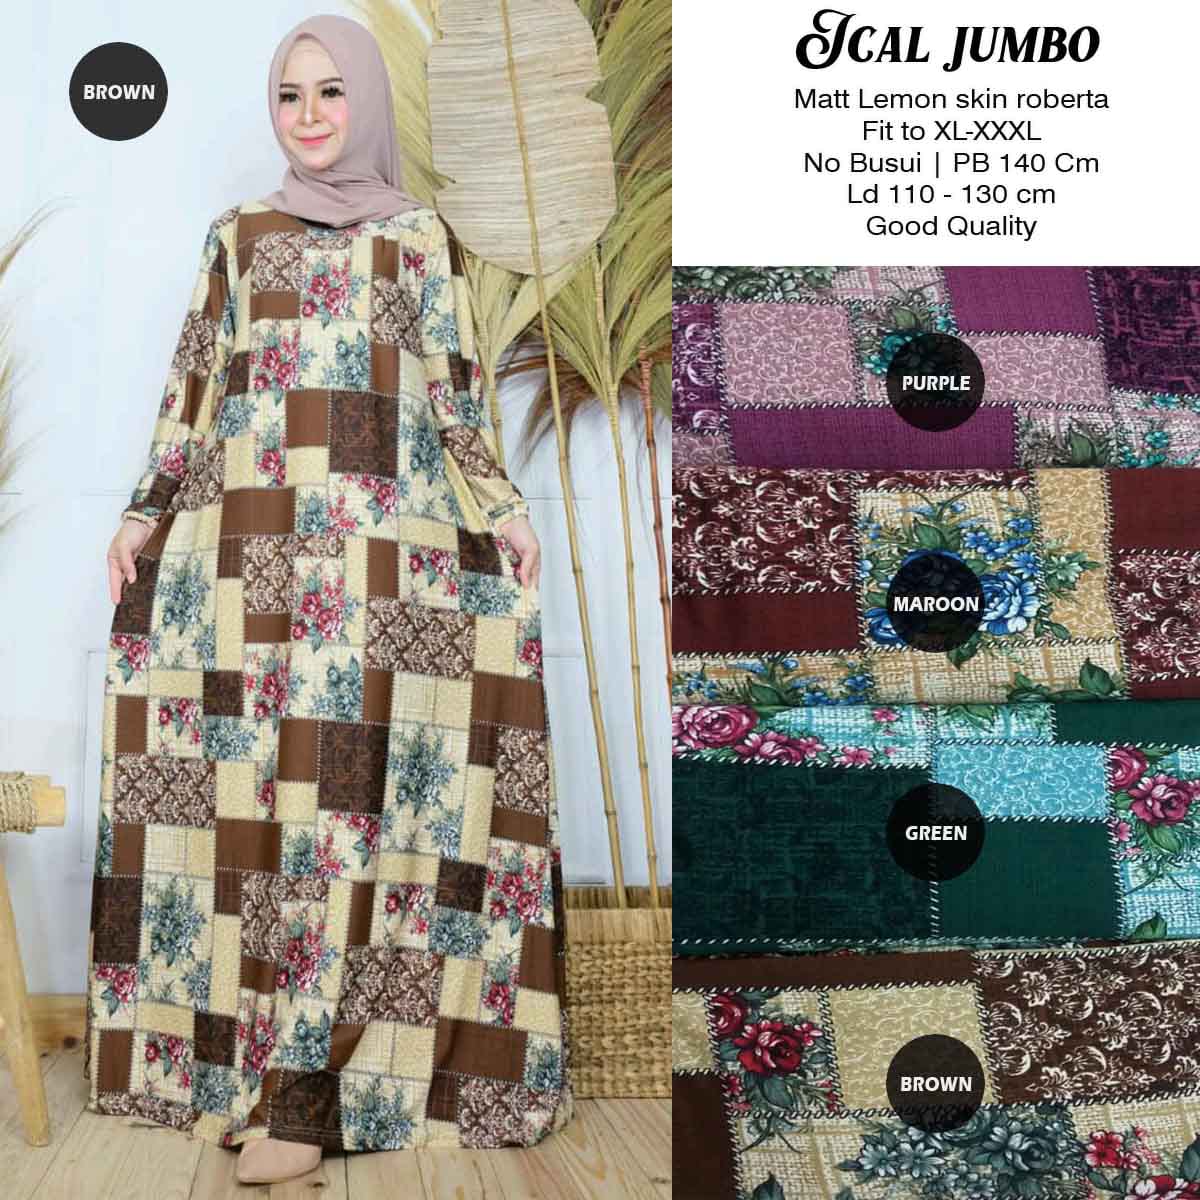 BROWN
Ical jumbo
Matt Lemon skin roberta
Fit to XL-XXXL
No Busui | PB 140 Cm
Ld 110 - 130 cm
Good Quality
PURPLE
MAROON
GREEN
BROWN